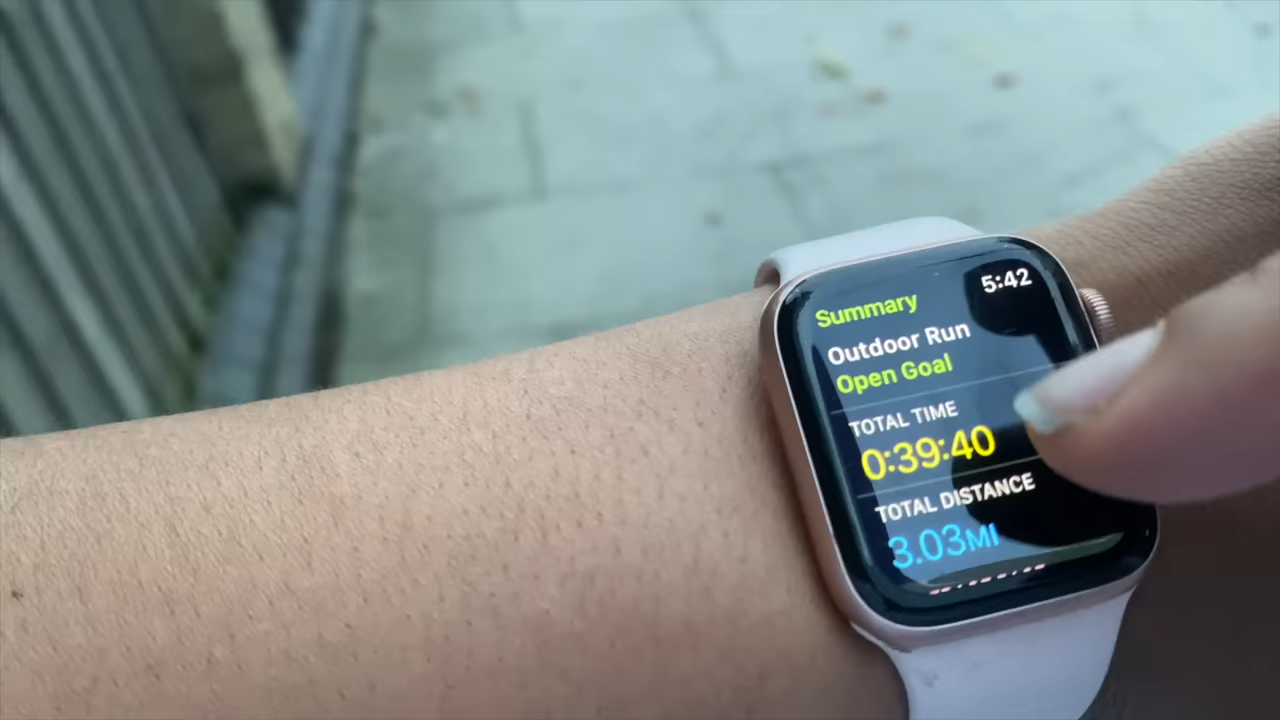 5:42
Summary
Outdoor Run
Open Goal
TOTAL TIME
0:39:40
TOTAL DISTANCE
3.03MI